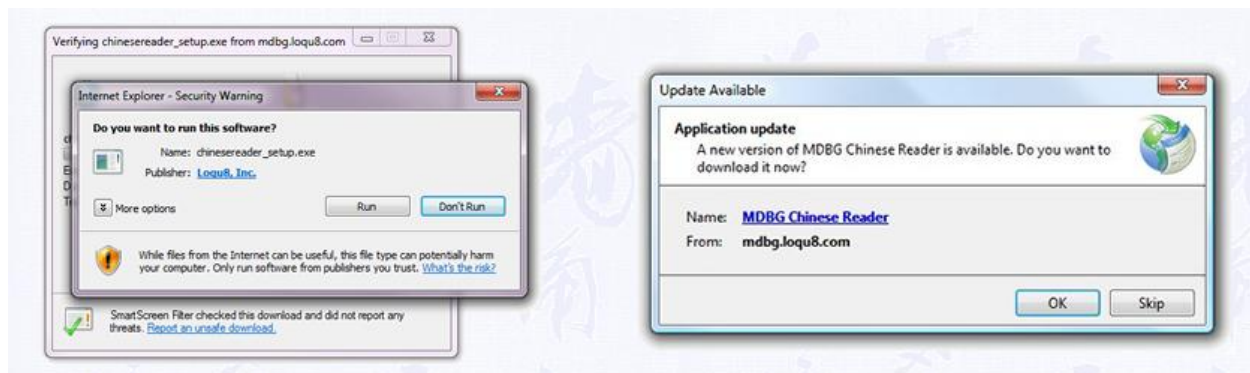 Verifying chinesereader_setup.exe from mdbg.loqu8.com
Internet Explorer - Security Warning
Do you want to run this software?
Name: chinesereader_setup.exe
Publisher: Loqu8, Inc.
More options
Run
Don't Run
While files from the Internet can be useful, this file type can potentially harm
your computer. Only run software from publishers you trust. What's the risk?
SmartScreen Filter checked this download and did not report any
threats. Report an unsafe download.
Update Available
Application update
A new version of MDBG Chinese Reader is available. Do you want to
download it now?
Name: MDBG Chinese Reader
From: mdbg.loqu8.com
OK
Skip